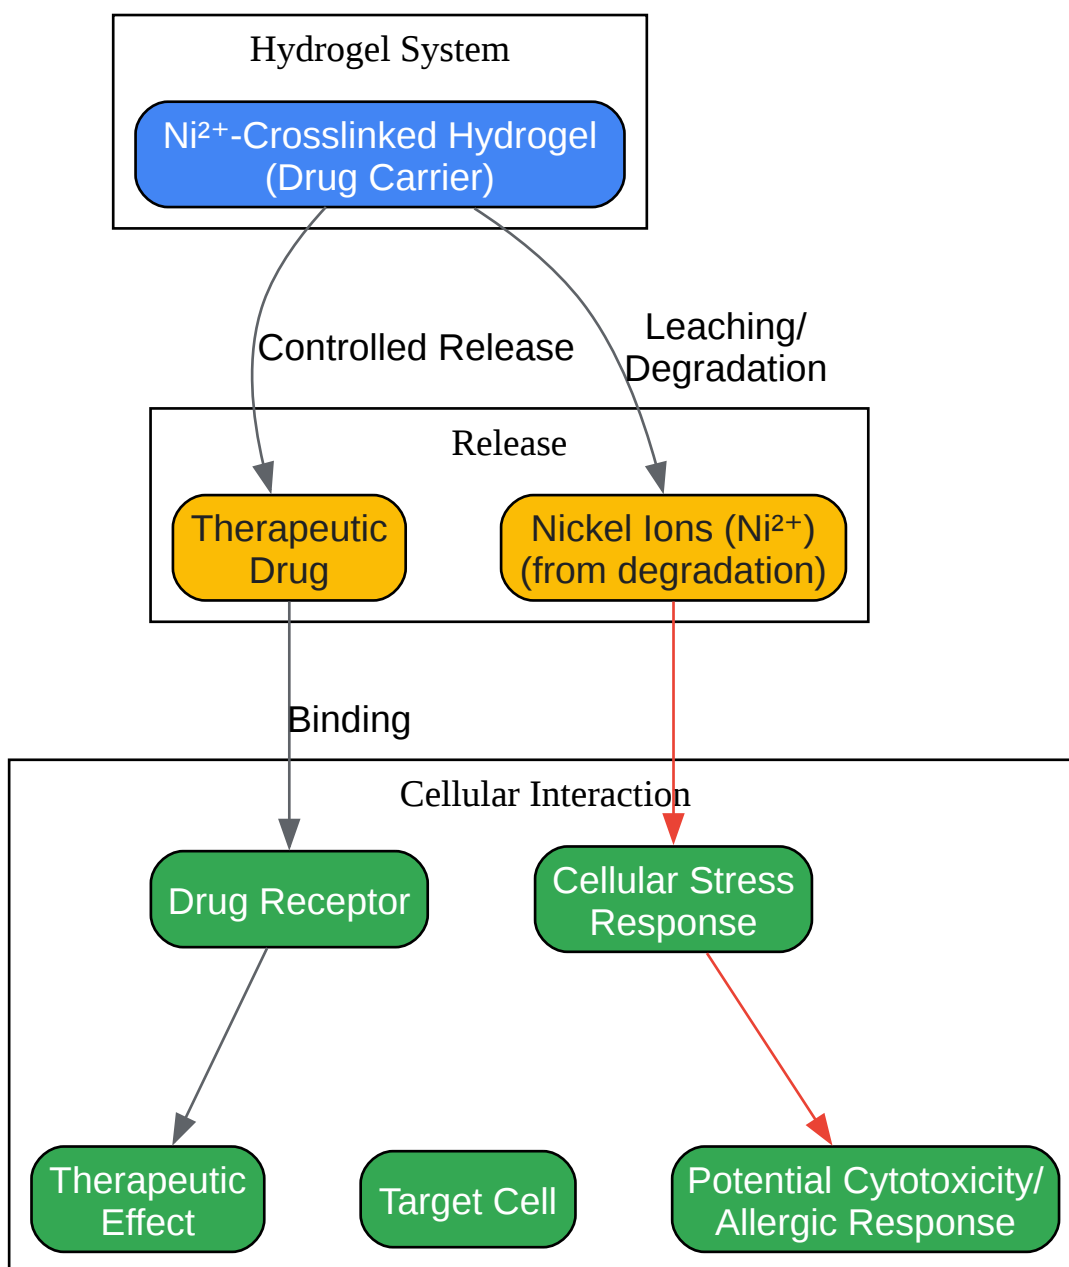 Hydrogel System
Ni²⁺-Crosslinked Hydrogel
(Drug Carrier)
Controlled Release
Leaching/
Degradation
Release
Therapeutic
Drug
Nickel Ions (Ni²⁺)
(from degradation)
Binding
Cellular Interaction
Drug Receptor
Cellular Stress
Response
Therapeutic
Effect
Target Cell
Potential Cytotoxicity/
Allergic Response